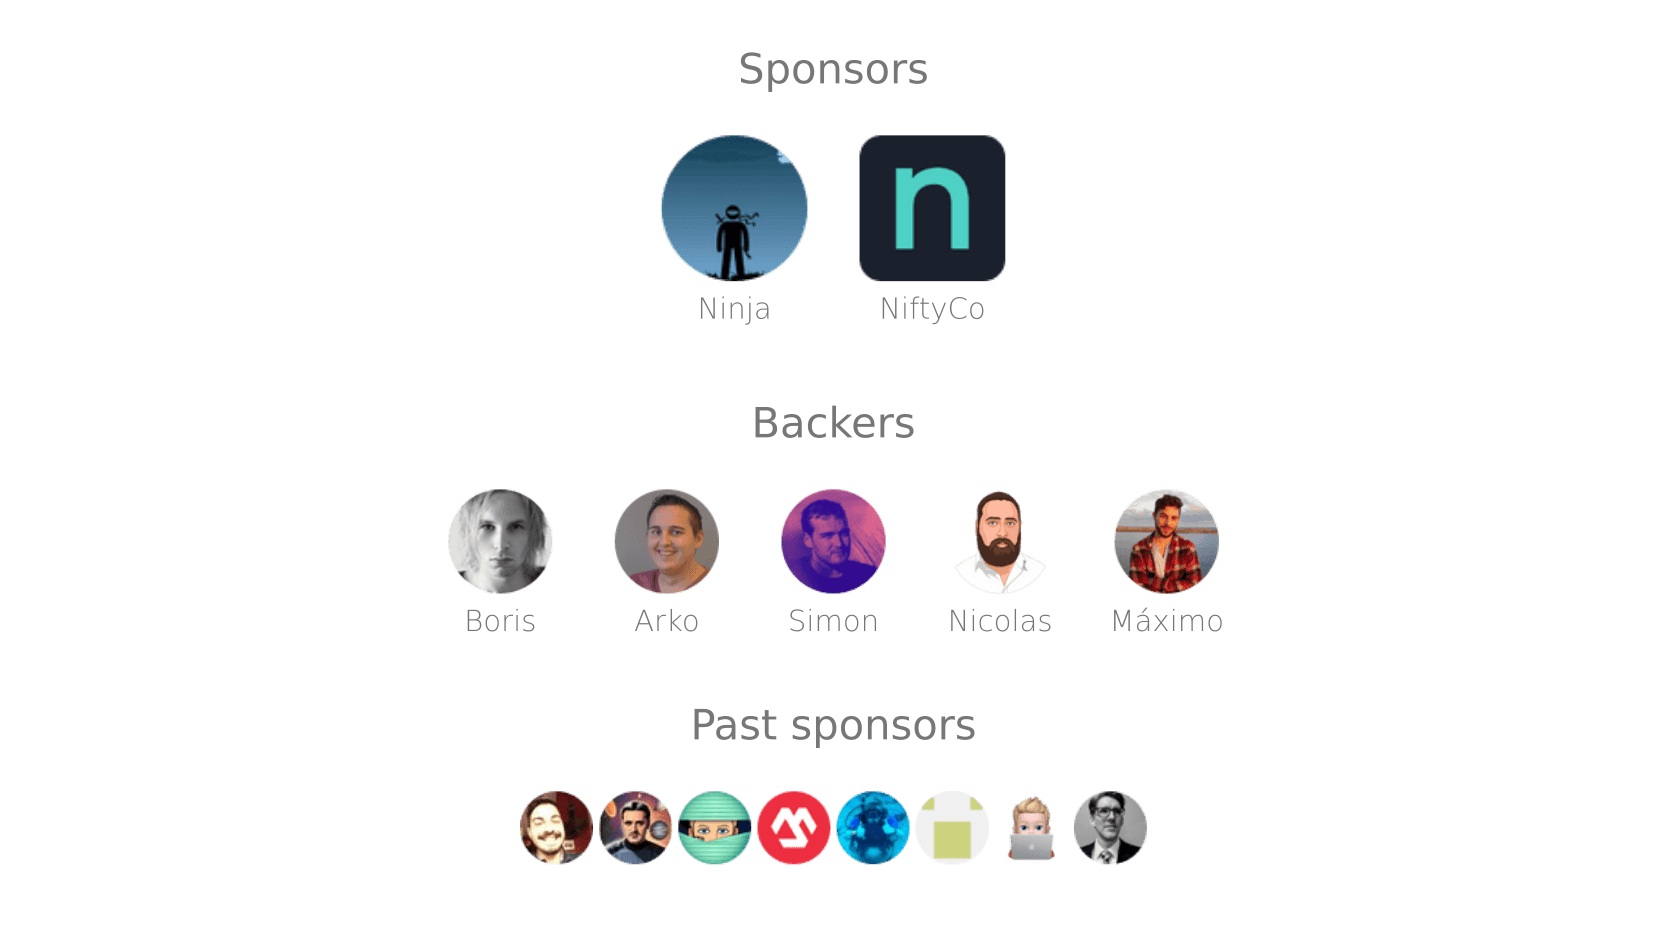 Sponsors
n
Ninja
NiftyCo
Backers
Boris
Arko
Simon
Nicolas
Máximo
Past sponsors